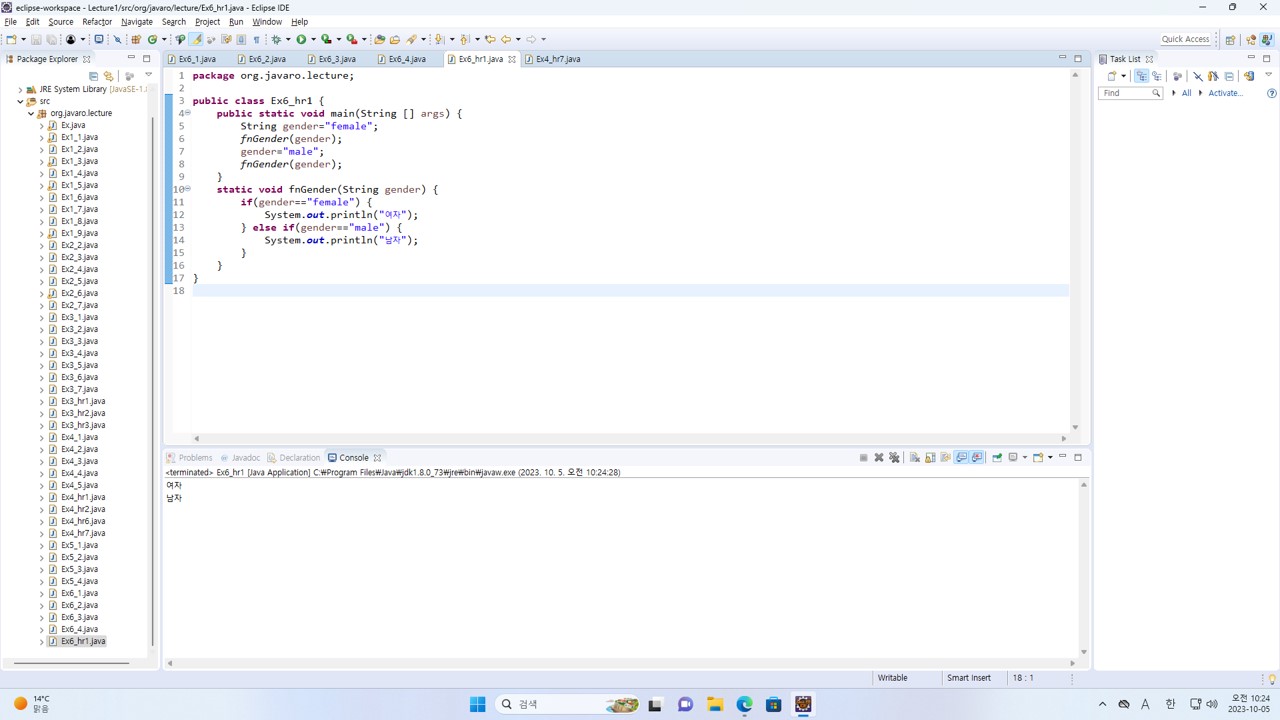 eclipse-workspace - Lecture1/src/org/javaro/lecture/Ex6_hr1.java - Eclipse IDE
File Edit Source Refactor Navigate Search Project Run Window Help
Quick Access
Package Explorer
Ex6_1.java Ex6_2.java Ex6_3.java Ex6_4.java Ex6_hr1.java Ex4_hr7.java
Task List
Find All Activate...
JRE System Library [JavaSE-1.
src
org.javaro.lecture
Ex.java
Ex1_1.java
Ex1_2.java
Ex1_3.java
Ex1_4.java
Ex1_5.java
Ex1_6.java
Ex1_7.java
Ex1_8.java
Ex1_9.java
Ex2_2.java
Ex2_3.java
Ex2_4.java
Ex2_5.java
Ex2_6.java
Ex2_7.java
Ex3_1.java
Ex3_2.java
Ex3_3.java
Ex3_4.java
Ex3_5.java
Ex3_6.java
Ex3_7.java
Ex3_hr1.java
Ex3_hr2.java
Ex3_hr3.java
Ex4_1.java
Ex4_2.java
Ex4_3.java
Ex4_4.java
Ex4_5.java
Ex4_hr1.java
Ex4_hr2.java
Ex4_hr6.java
Ex4_hr7.java
Ex5_1.java
Ex5_2.java
Ex5_3.java
Ex5_4.java
Ex6_1.java
Ex6_2.java
Ex6_3.java
Ex6_4.java
Ex6_hr1.java
1 package org.javaro.lecture;
2
3 public class Ex6_hr1 {
4 public static void main(String [] args) {
5 String gender="female";
6 fnGender(gender);
7 gender="male";
8 fnGender(gender);
9 }
10 static void fnGender(String gender) {
11 if(gender=="female") {
12 System.out.println("여자");
13 } else if(gender=="male") {
14 System.out.println("남자");
15 }
16 }
17 }
18
Problems Javadoc Declaration Console
<terminated> Ex6_hr1 [Java Application] C:₩Program Files₩Java₩jdk1.8.0_73₩jre₩bin₩javaw.exe (2023. 10. 5. 오전 10:24:28)
여자
남자
Writable Smart Insert 18 : 1
14°C
맑음
검색
A 한
오전 10:24
2023-10-05